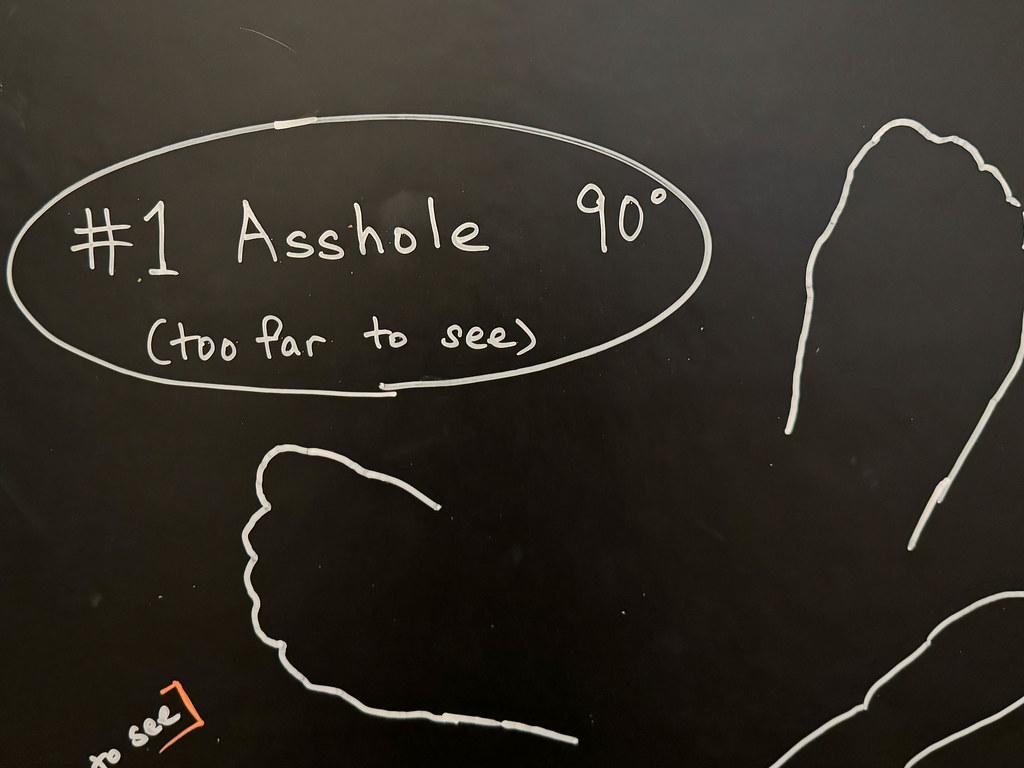 #1 Asshole 90°
(too far to see)
to see]